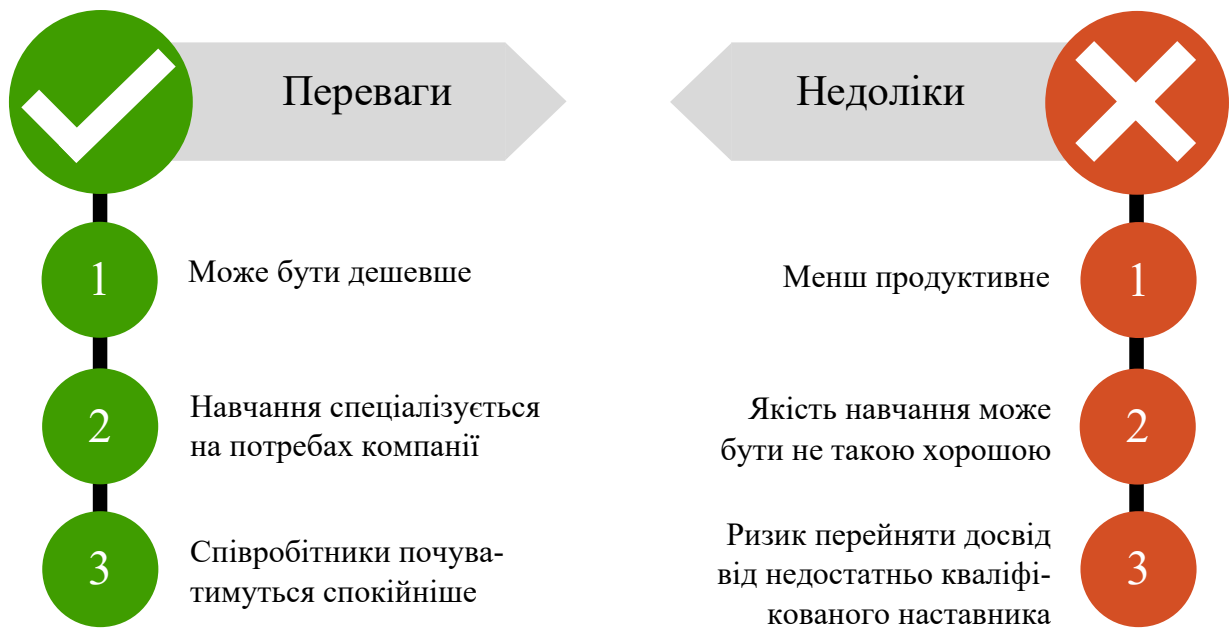 Переваги
1
Може бути дешевше
2
Навчання спеціалізується
на потребах компанії
3
Співробітники почува-
тимуться спокійніше
Недоліки
Менш продуктивне
1
Якість навчання може
бути не такою хорошою
2
Ризик перейняти досвід
від недостатньо кваліфі-
кованого наставника
3